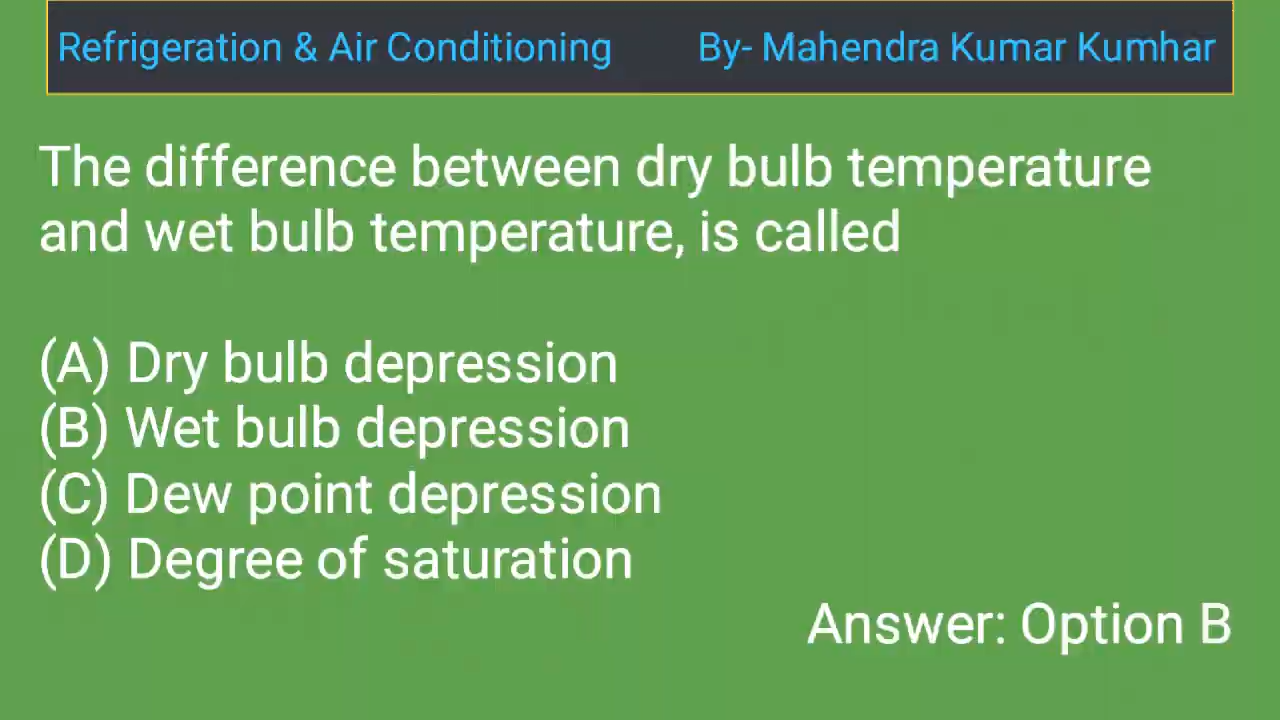 Refrigeration & Air Conditioning By- Mahendra Kumar Kumhar
The difference between dry bulb temperature
and wet bulb temperature, is called
(A) Dry bulb depression
(B) Wet bulb depression
(C) Dew point depression
(D) Degree of saturation
Answer: Option B